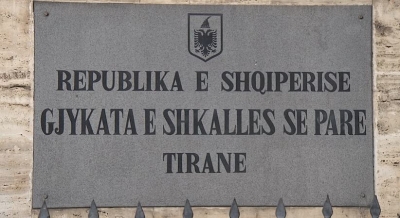 REPUBLIKA E SHQIPERISE
GJYKATA E SHKALLES SE PARE
TIRANE